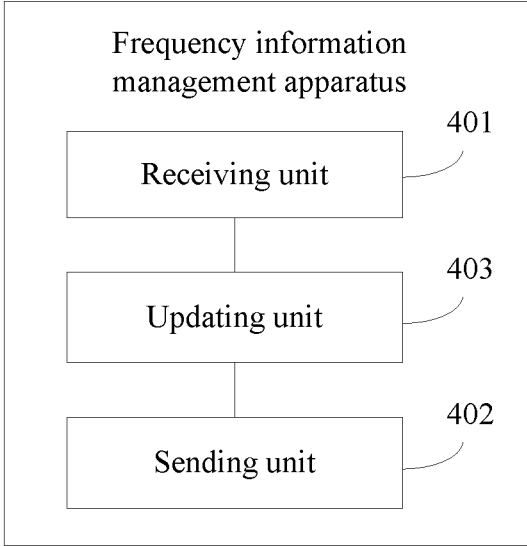 Frequency information
management apparatus
401
Receiving unit
403
Updating unit
402
Sending unit